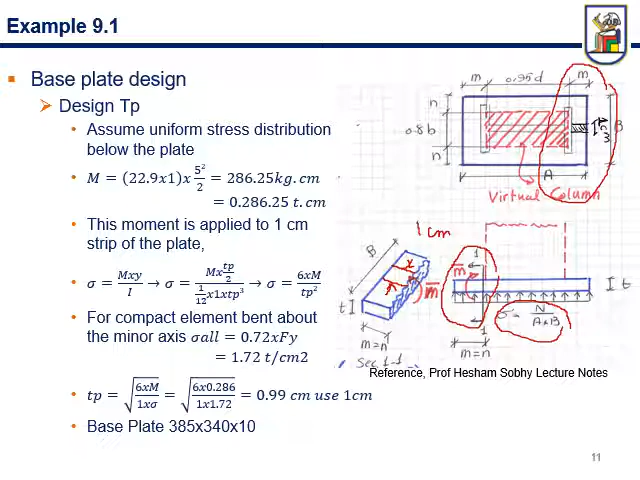 Example 9.1
Base plate design
Design Tp
Assume uniform stress distribution
below the plate
M = (22.9x1)x 5²/2 = 286.25kg.cm
= 0.286.25 t.cm
This moment is applied to 1 cm
strip of the plate,
σ = Mxy/I → σ = Mx tp/2 / 1/12 x1xtp³ → σ = 6xM/tp²
For compact element bent about
the minor axis σall = 0.72xFy
= 1.72 t/cm2
tp = √6xM/1xσ = √6x0.286/1x1.72 = 0.99 cm use 1cm
Base Plate 385x340x10
m 0.95d m
n
0.8b
n
B
A
Virtual Column
1 cm
B
t
m=n
Sec 1-1
m
1
m
t
σ = N/A*B
1
m=n
Reference, Prof Hesham Sobhy Lecture Notes
11